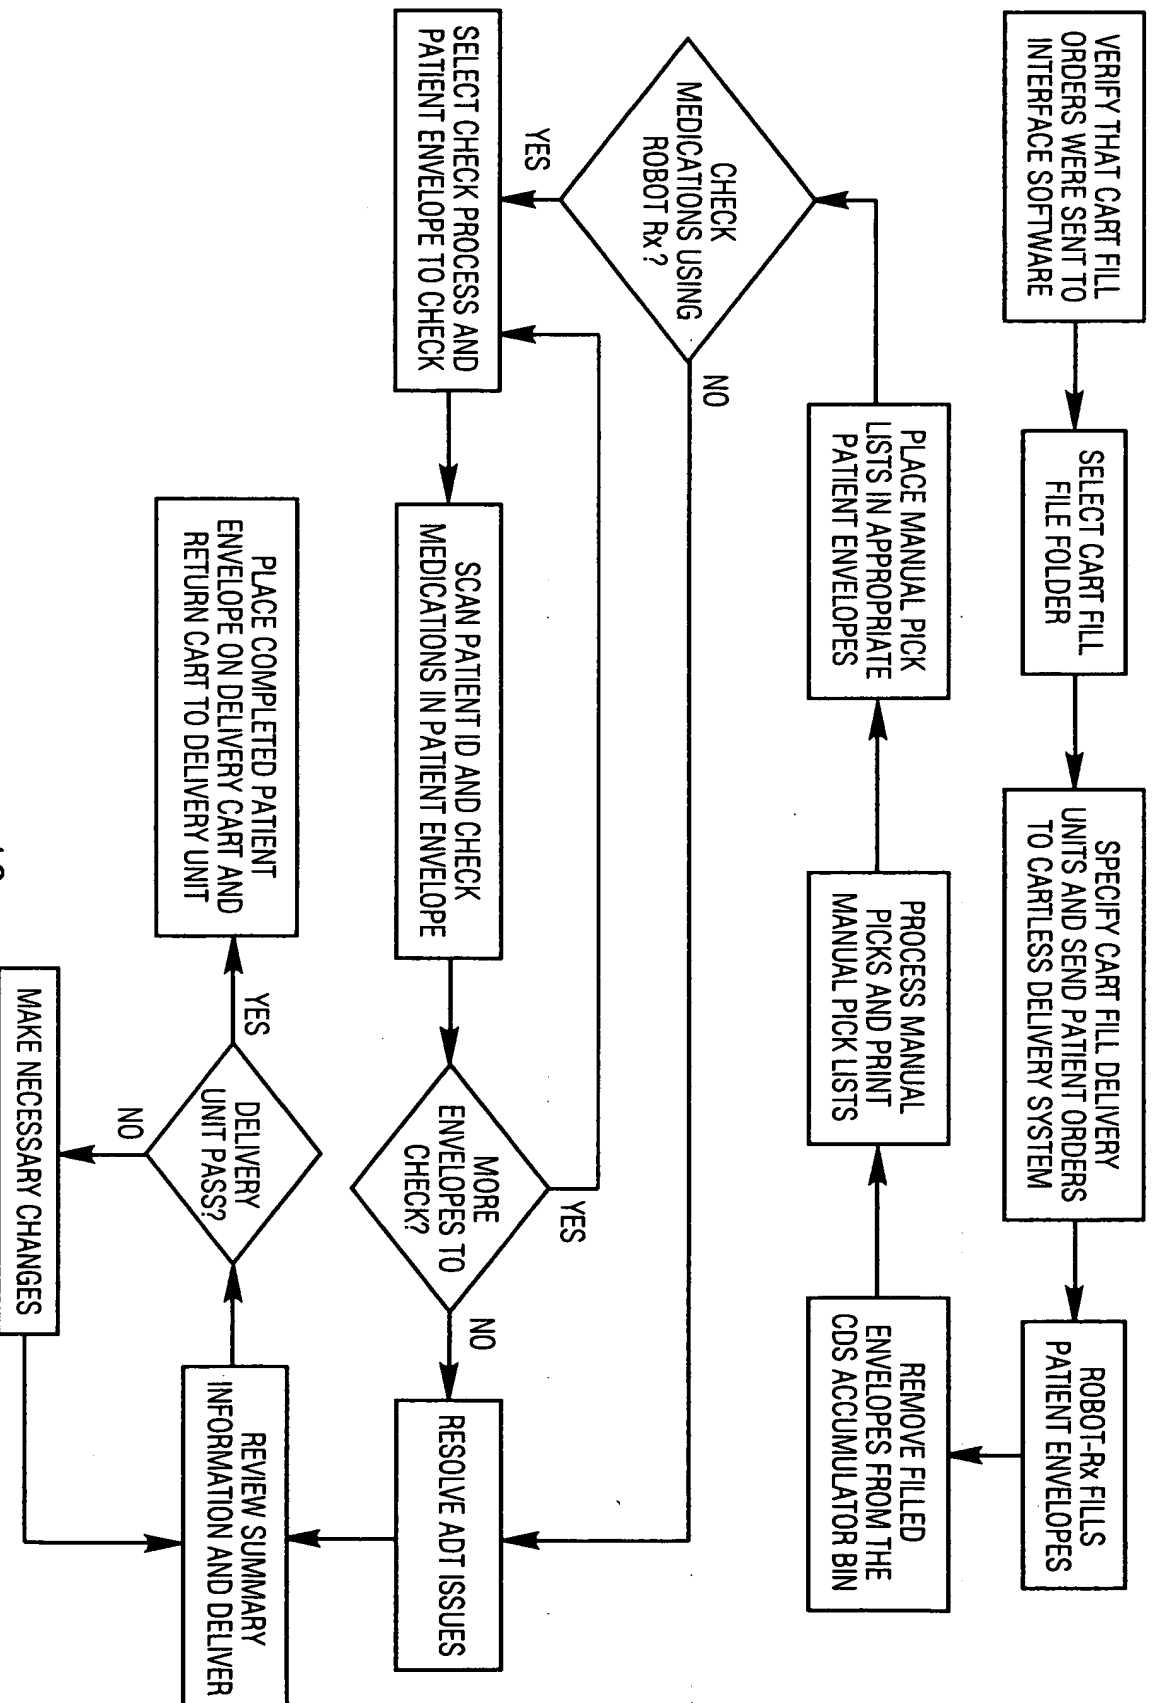 VERIFY THAT CART FILL
ORDERS WERE SENT TO
INTERFACE SOFTWARE
SELECT CART FILL
FILE FOLDER
SPECIFY CART FILL DELIVERY
UNITS AND SEND PATIENT ORDERS
TO CARTLESS DELIVERY SYSTEM
ROBOT-Rx FILLS
PATIENT ENVELOPES
REMOVE FILLED
ENVELOPES FROM THE
CDS ACCUMULATOR BIN
PROCESS MANUAL
PICKS AND PRINT
MANUAL PICK LISTS
PLACE MANUAL PICK
LISTS IN APPROPRIATE
PATIENT ENVELOPES
CHECK
MEDICATIONS USING
ROBOT Rx?
NO
YES
SELECT CHECK PROCESS AND
PATIENT ENVELOPE TO CHECK
SCAN PATIENT ID AND CHECK
MEDICATIONS IN PATIENT ENVELOPE
MORE
ENVELOPES TO
CHECK?
YES
NO
RESOLVE ADT ISSUES
REVIEW SUMMARY
INFORMATION AND DELIVER
DELIVERY
UNIT PASS?
YES
NO
PLACE COMPLETED PATIENT
ENVELOPE ON DELIVERY CART AND
RETURN CART TO DELIVERY UNIT
MAKE NECESSARY CHANGES